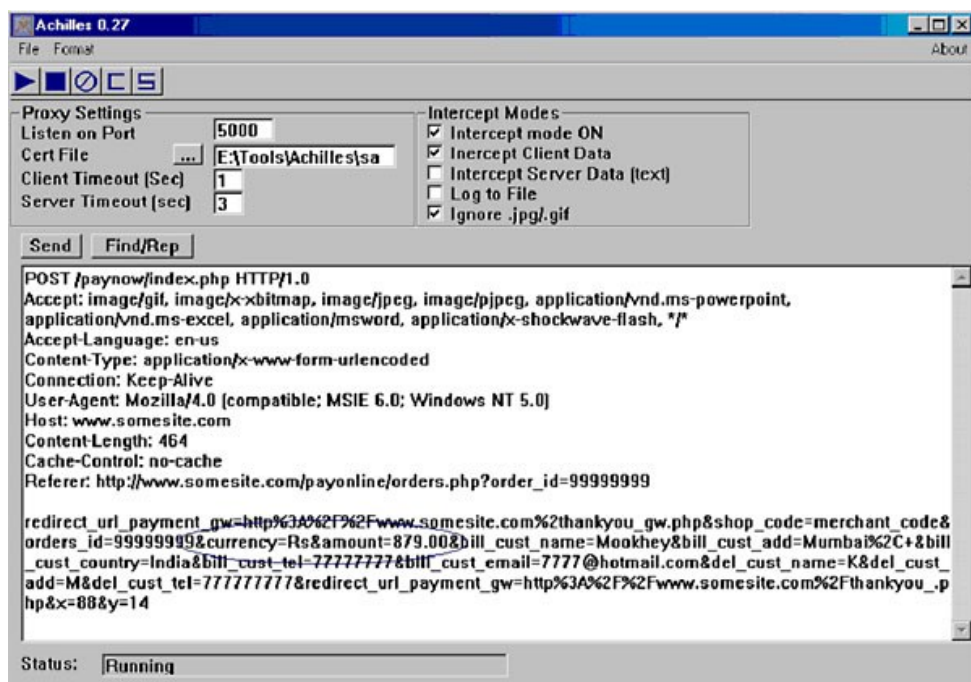 Achilles 0.27
File Format About
Proxy Settings
Listen on Port 5000
Cert File ... E:\Tools\Achilles\sa
Client Timeout (Sec) 1
Server Timeout (sec) 3
Intercept Modes
Intercept mode ON
Inercept Client Data
Intercept Server Data (text)
Log to File
Ignore .jpg/.gif
Send Find/Rep
POST /paynow/index.php HTTP/1.0
Accept: image/gif, image/x-xbitmap, image/jpeg, image/pjpeg, application/vnd.ms-powerpoint,
application/vnd.ms-excel, application/msword, application/x-shockwave-flash, */*
Accept-Language: en-us
Content-Type: application/x-www-form-urlencoded
Connection: Keep-Alive
User-Agent: Mozilla/4.0 (compatible; MSIE 6.0; Windows NT 5.0)
Host: www.somesite.com
Content-Length: 464
Cache-Control: no-cache
Referer: http://www.somesite.com/payonline/orders.php?order_id=99999999
redirect_url_payment_gw=http%3A%2F%2Fwww.somesite.com%2thankyou_gw.php&shop_code=merchant_code&
orders_id=99999999&currency=Rs&amount=879.00&bill_cust_name=Mookhey&bill_cust_add=Mumbai%2C+&bill
_cust_country=India&bill_cust_tel=77777777&bill_cust_email=7777@hotmail.com&del_cust_name=K&del_cust_
add=M&del_cust_tel=777777777&redirect_url_payment_gw=http%3A%2F%2Fwww.somesite.com%2Fthankyou_.p
hp&x=88&y=14
Status: Running